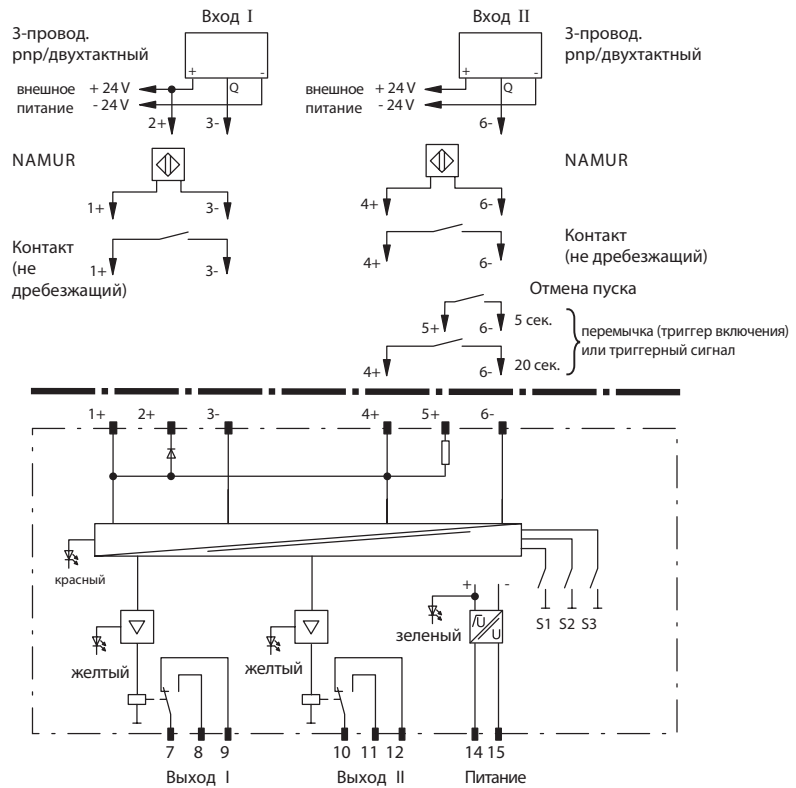 Вход I
Вход II
3-провод.
pnp/двухтактный
3-провод.
pnp/двухтактный
+ - Q
+ - Q
внешное
питание
+ 24 V
- 24 V
внешное
питание
+ 24 V
- 24 V
2+ 3-
6-
NAMUR
NAMUR
1+ 3-
4+ 6-
Контакт
(не
дребезжащий)
1+ 3-
4+ 6-
Контакт
(не дребезжащий)
Отмена пуска
5+ 6- 5 сек.
4+ 6- 20 сек.
перемычка (триггер включения)
или триггерный сигнал
1+ 2+ 3- 4+ 5+ 6-
красный
+ -
S1 S2 S3
зеленый
U
U
желтый
желтый
7 8 9 10 11 12 14 15
Выход I
Выход II
Питание